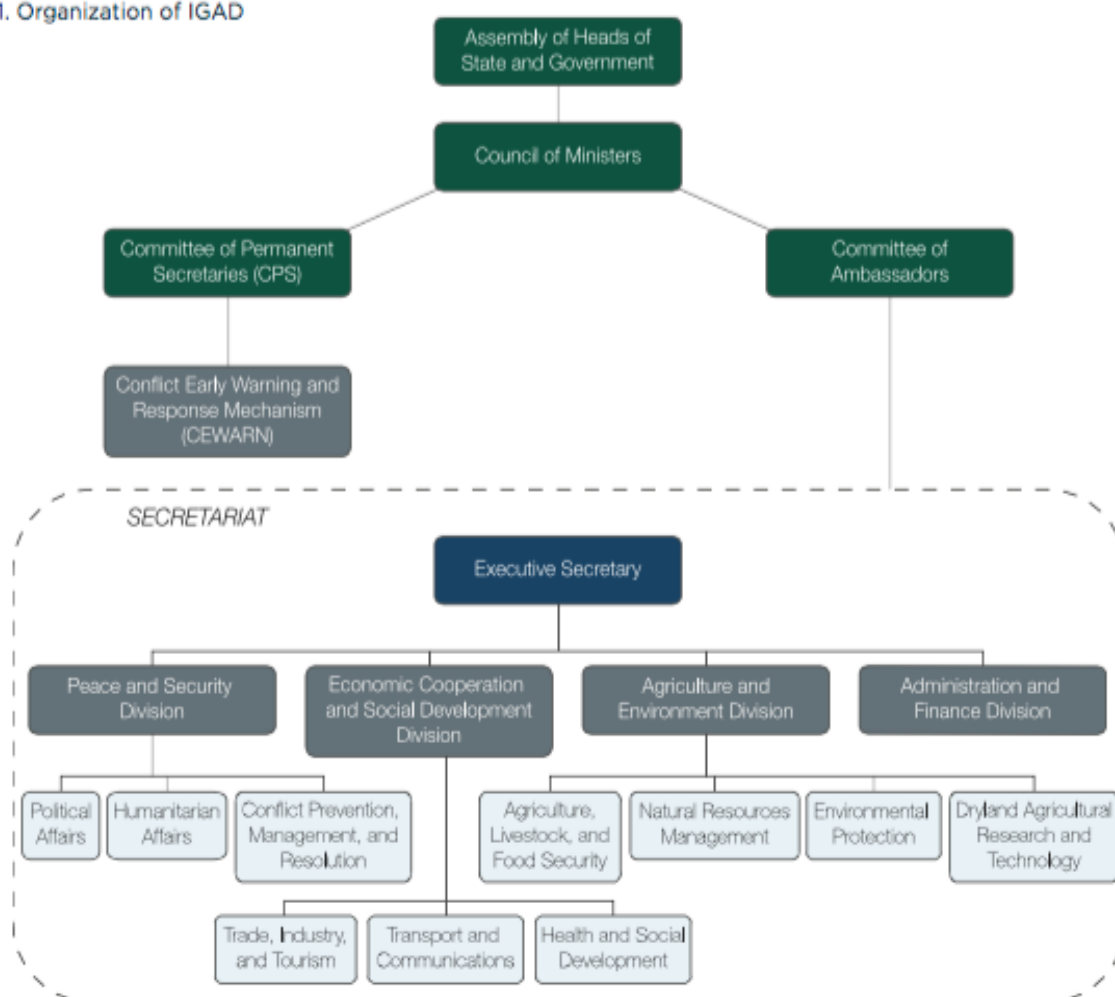 1. Organization of IGAD
Assembly of Heads of
State and Government
Council of Ministers
Committee of Permanent
Secretaries (CPS)
Committee of
Ambassadors
Conflict Early Warning and
Response Mechanism
(CEWARN)
SECRETARIAT
Executive Secretary
Peace and Security
Division
Economic Cooperation
and Social Development
Division
Agriculture and
Environment Division
Administration and
Finance Division
Political
Affairs
Humanitarian
Affairs
Conflict Prevention,
Management, and
Resolution
Agriculture,
Livestock, and
Food Security
Natural Resources
Management
Environmental
Protection
Dryland Agricultural
Research and
Technology
Trade, Industry,
and Tourism
Transport and
Communications
Health and Social
Development